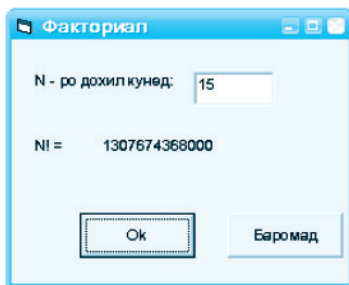 Факториал
N - ро дохил кунед: 15
N! = 1307674368000
Ok Баромад